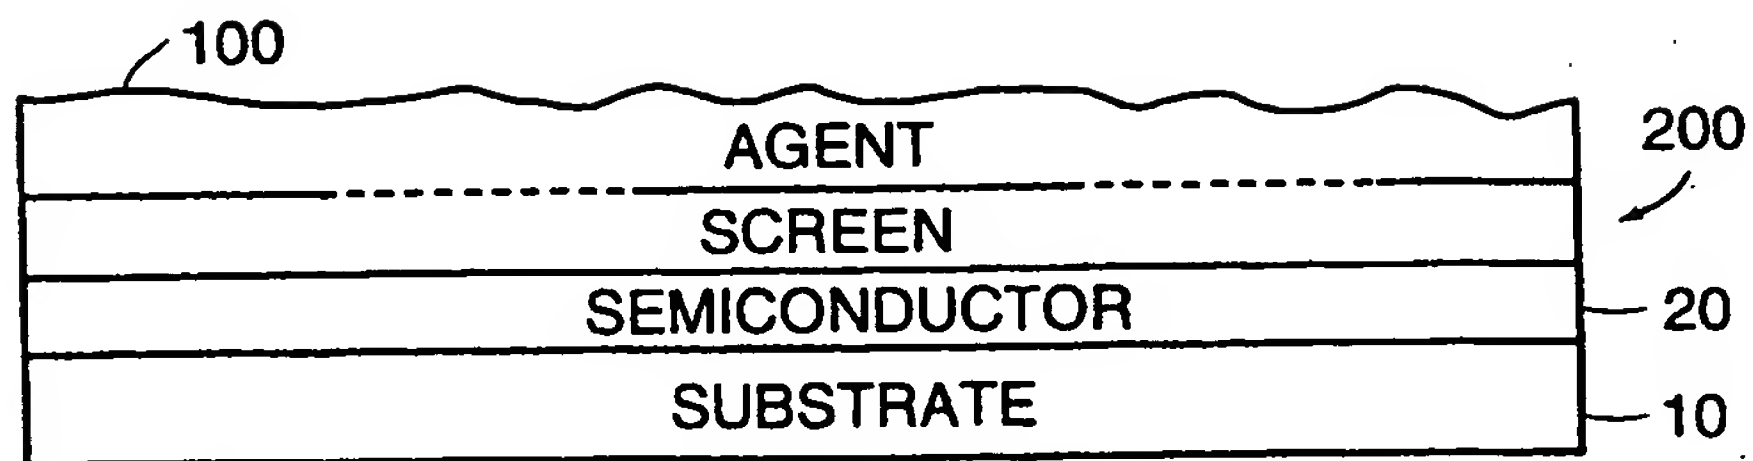 100
AGENT
200
SCREEN
SEMICONDUCTOR
20
SUBSTRATE
10